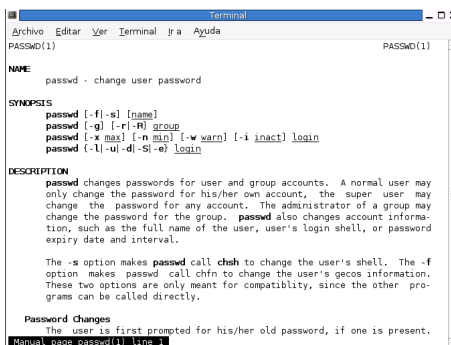 Terminal
Archivo Editar Ver Terminal Ir a Ayuda
PASSWD(1) PASSWD(1)
NAME
passwd - change user password
SYNOPSIS
passwd [-f|-s] [name]
passwd [-g] [-r|-R] group
passwd [-x max] [-n min] [-w warn] [-i inact] login
passwd {-l|-u|-d|-S|-e} login
DESCRIPTION
passwd changes passwords for user and group accounts. A normal user may
only change the password for his/her own account, the super user may
change the password for any account. The administrator of a group may
change the password for the group. passwd also changes account informa-
tion, such as the full name of the user, user's login shell, or password
expiry date and interval.
The -s option makes passwd call chsh to change the user's shell. The -f
option makes passwd call chfn to change the user's gecos information.
These two options are only meant for compatiblity, since the other pro-
grams can be called directly.
Password Changes
The user is first prompted for his/her old password, if one is present.
Manual page passwd(1) line 1